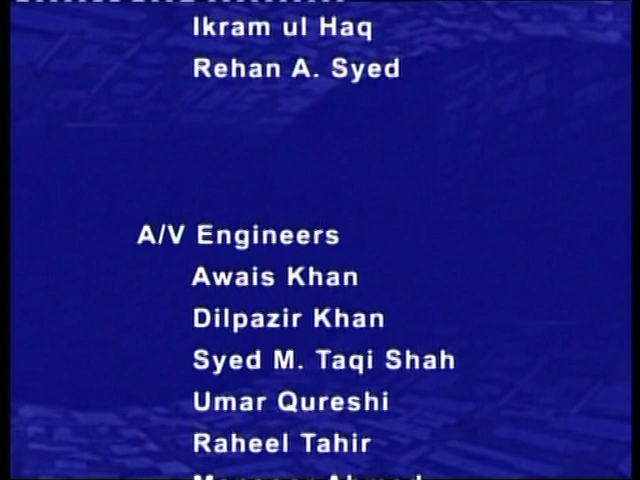 Ikram ul Haq
Rehan A. Syed
A/V Engineers
Awais Khan
Dilpazir Khan
Syed M. Taqi Shah
Umar Qureshi
Raheel Tahir